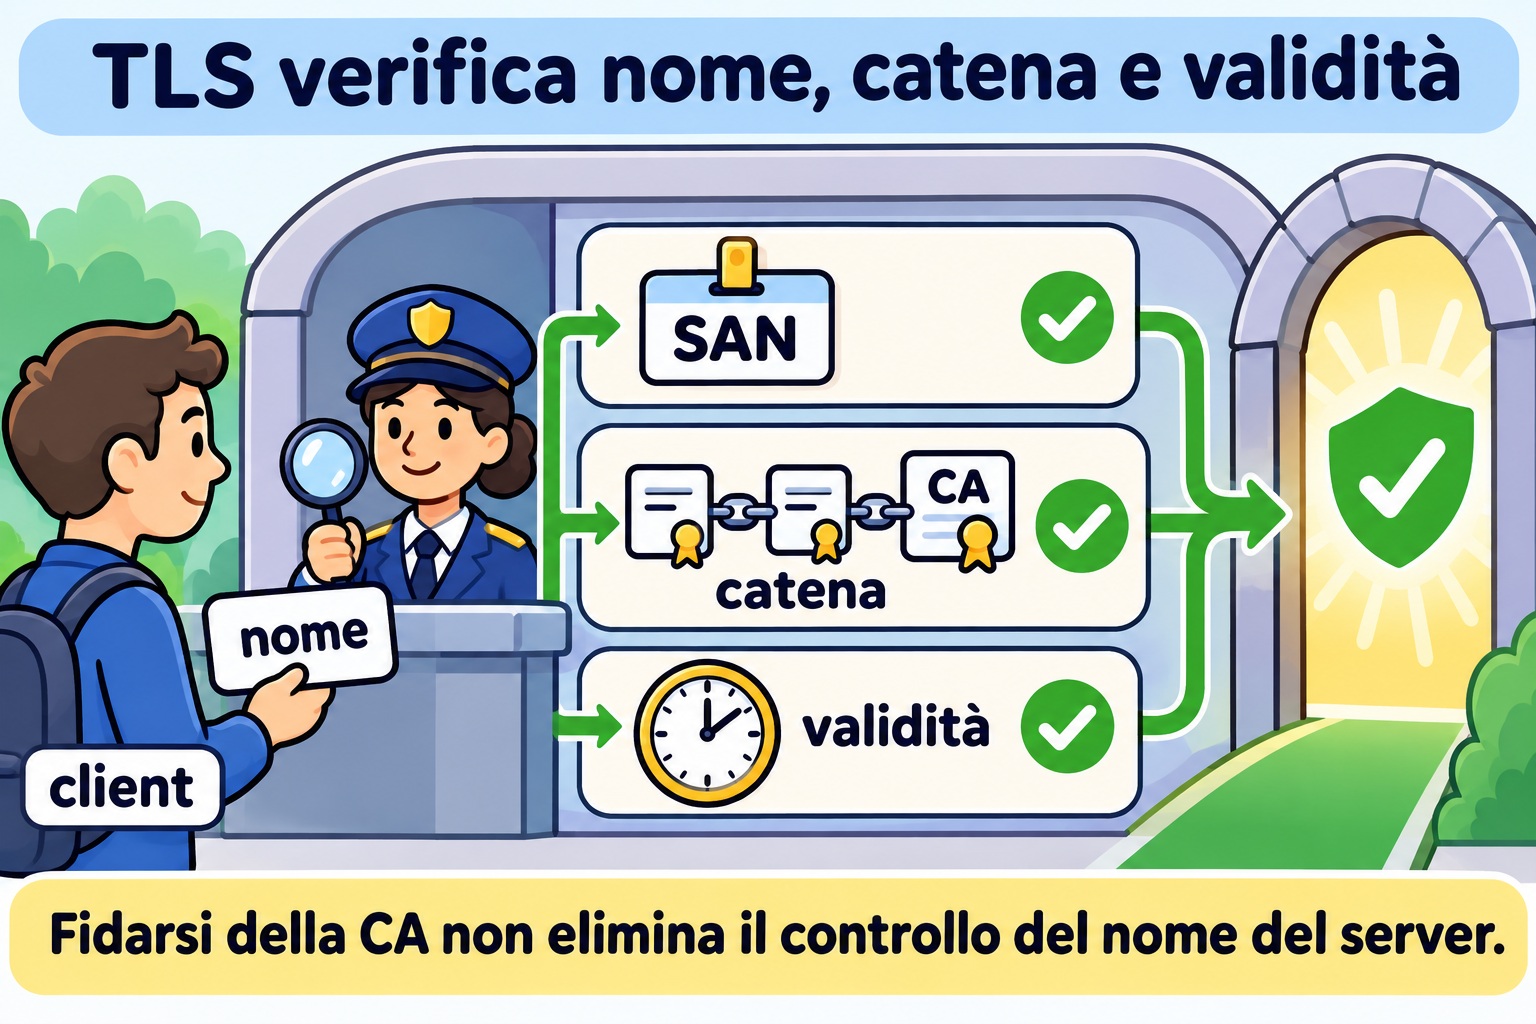 TLS verifica nome, catena e validità
SAN
CA
catena
nome
validità
client
Fidarsi della CA non elimina il controllo del nome del server.